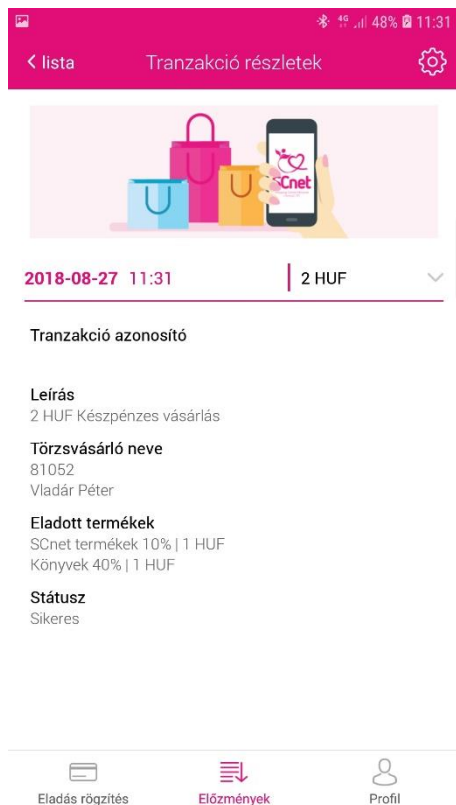 4G 48% 11:31
< lista Tranzakció részletek
SCnet
2018-08-27 11:31 2 HUF
Tranzakció azonosító
Leírás
2 HUF Készpénzes vásárlás
Törzsvásárló neve
81052
Vladár Péter
Eladott termékek
SCnet termékek 10% | 1 HUF
Könyvek 40% | 1 HUF
Státusz
Sikeres
Eladás rögzítés Előzmények Profil